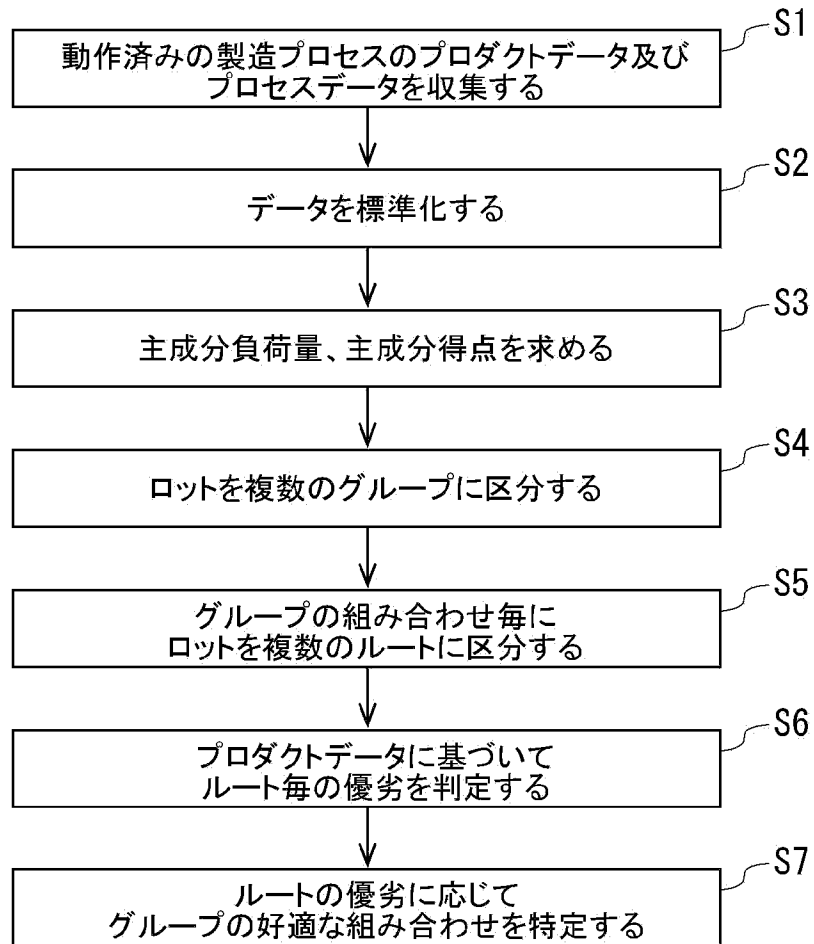 S1
動作済みの製造プロセスのプロダクトデータ及び
プロセスデータを収集する
S2
データを標準化する
S3
主成分負荷量、主成分得点を求める
S4
ロットを複数のグループに区分する
S5
グループの組み合わせ毎に
ロットを複数のルートに区分する
S6
プロダクトデータに基づいて
ルート毎の優劣を判定する
S7
ルートの優劣に応じて
グループの好適な組み合わせを特定する